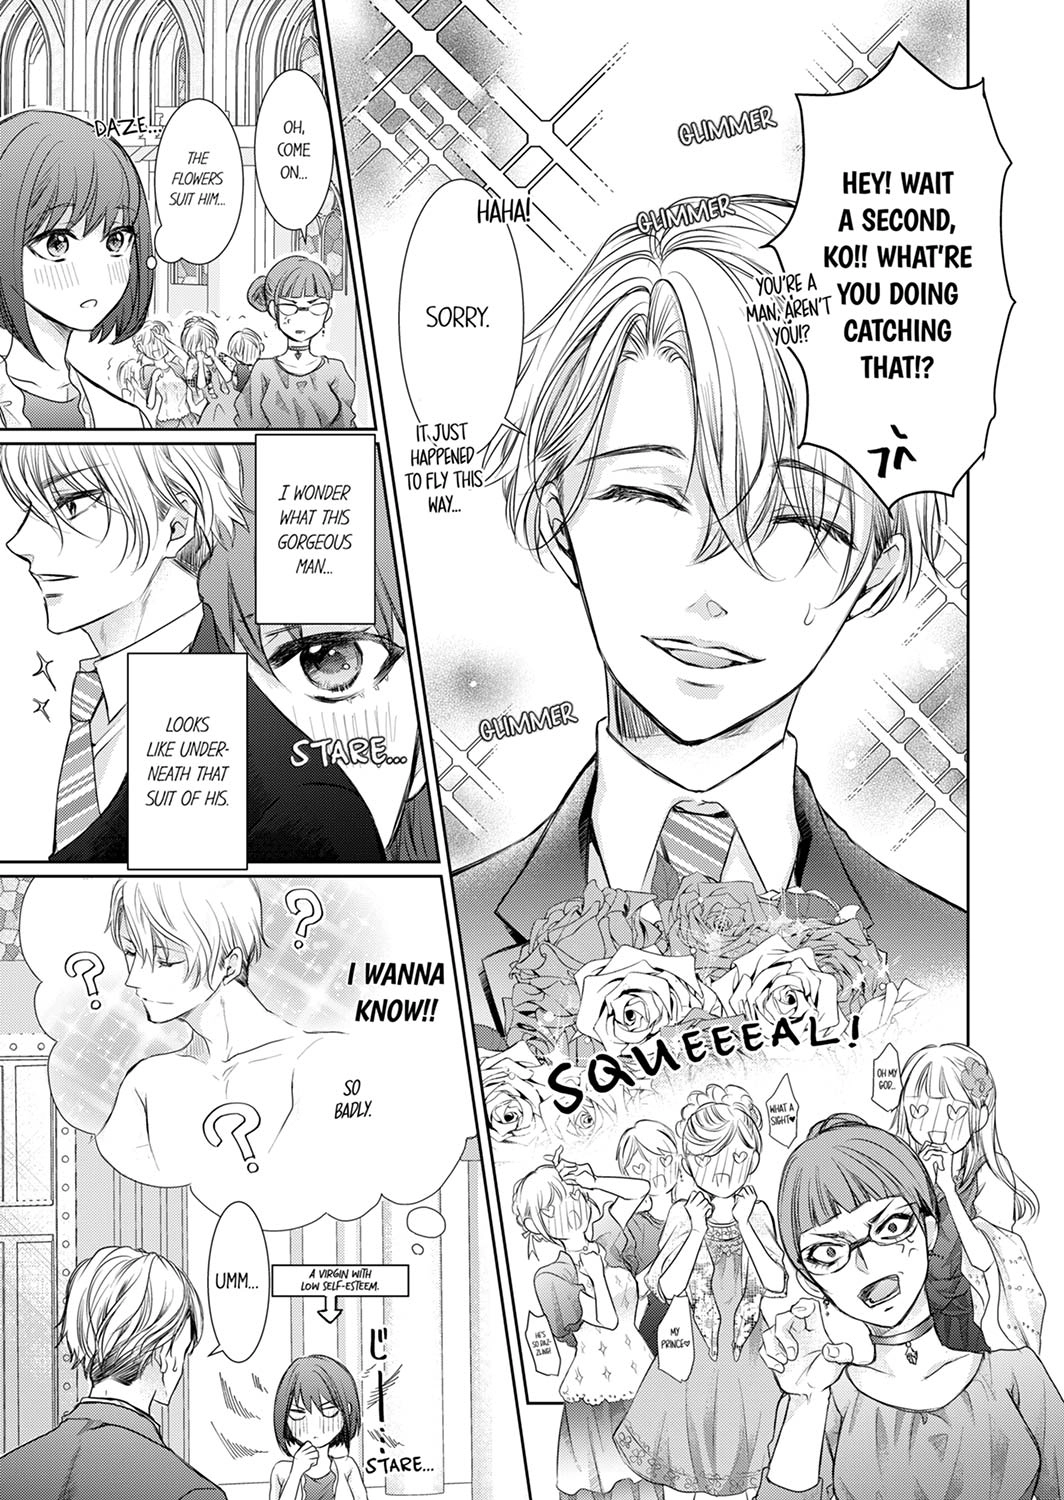 HEY! WAIT
A SECOND,
KO!! WHAT'RE
YOU DOING
CATCHING
THAT!?
YOU'RE A
MAN, AREN'T
YOU!?
GLIMMER
GLIMMER
HAHA!
SORRY.
IT JUST
HAPPENED
TO FLY THIS
WAY...
GLIMMER
SQUEEEEAL!
OH MY
GOD...
WHAT A
SIGHT♥
MY
PRINCE♡
HE'S
SO DAZ-
ZLING!
OH,
COME
ON...
THE
FLOWERS
SUIT HIM...
DAZE...
I WONDER
WHAT THIS
GORGEOUS
MAN...
STARE...
LOOKS
LIKE UNDER-
NEATH THAT
SUIT OF HIS.
?
?
?
I WANNA
KNOW!!
SO
BADLY.
UMM...
A VIRGIN WITH
LOW SELF-ESTEEM.
じー…
STARE...